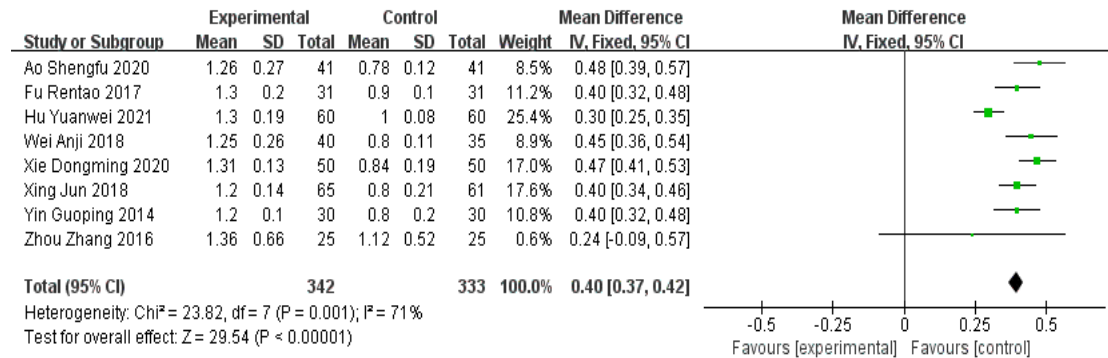 Experimental Control Mean Difference Mean Difference
Study or Subgroup Mean SD Total Mean SD Total Weight IV, Fixed, 95% CI IV, Fixed, 95% CI
Ao Shengfu 2020 1.26 0.27 41 0.78 0.12 41 8.5% 0.48 [0.39, 0.57]
Fu Rentao 2017 1.3 0.2 31 0.9 0.1 31 11.2% 0.40 [0.32, 0.48]
Hu Yuanwei 2021 1.3 0.19 60 1 0.08 60 25.4% 0.30 [0.25, 0.35]
Wei Anji 2018 1.25 0.26 40 0.8 0.11 35 8.9% 0.45 [0.36, 0.54]
Xie Dongming 2020 1.31 0.13 50 0.84 0.19 50 17.0% 0.47 [0.41, 0.53]
Xing Jun 2018 1.2 0.14 65 0.8 0.21 61 17.6% 0.40 [0.34, 0.46]
Yin Guoping 2014 1.2 0.1 30 0.8 0.2 30 10.8% 0.40 [0.32, 0.48]
Zhou Zhang 2016 1.36 0.66 25 1.12 0.52 25 0.6% 0.24 [-0.09, 0.57]
Total (95% CI) 342 333 100.0% 0.40 [0.37, 0.42]
Heterogeneity: Chi² = 23.82, df = 7 (P = 0.001); I² = 71%
Test for overall effect: Z = 29.54 (P < 0.00001)
-0.5 -0.25 0 0.25 0.5
Favours [experimental] Favours [control]